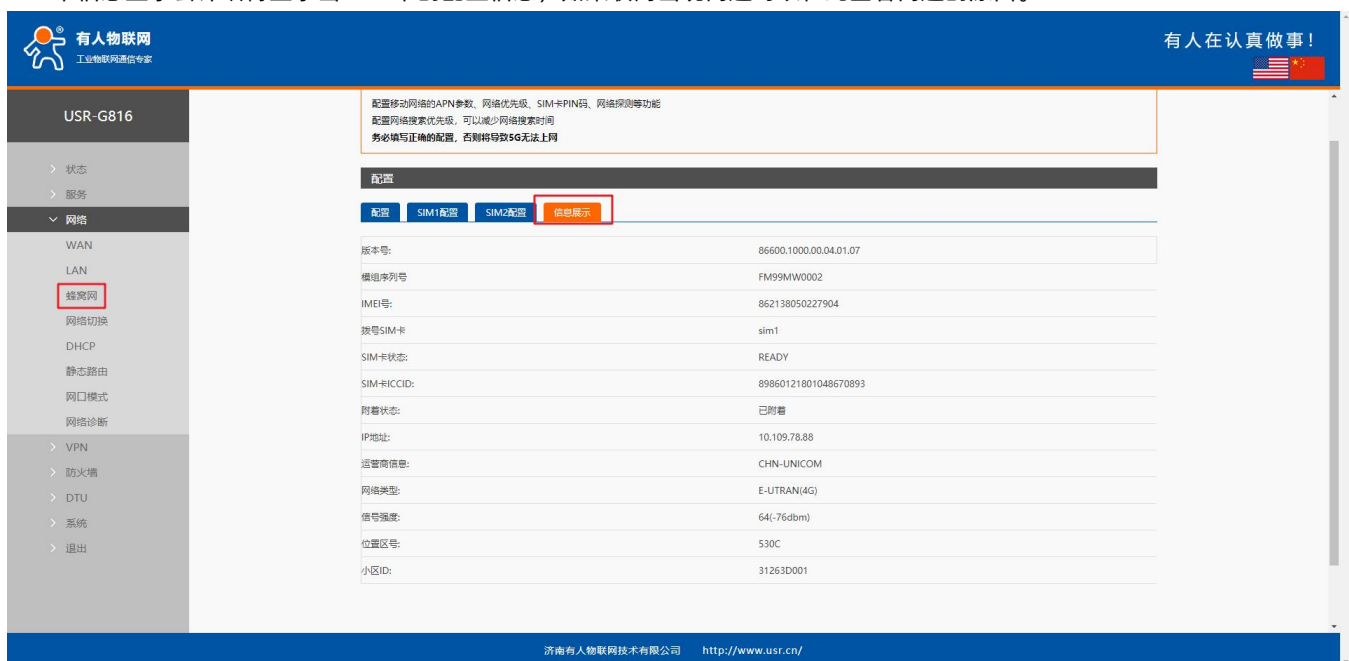 有人物联网
工业物联网通信专家
有人在认真做事！
USR-G816
状态
服务
网络
WAN
LAN
蜂窝网
网络切换
DHCP
静态路由
网口模式
网络诊断
VPN
防火墙
DTU
系统
退出
配置移动网络的APN参数、网络优先级、SIM卡PIN码、网络探测等功能
配置网络搜索优先级，可以减少网络搜索时间
务必填写正确的配置，否则将导致5G无法上网
配置
配置 SIM1配置 SIM2配置 信息展示
版本号: 86600.1000.00.04.01.07
模组序列号 FM99MW0002
IMEI号: 862138050227904
拨号SIM卡 sim1
SIM卡状态: READY
SIM卡ICCID: 89860121801048670893
附着状态: 已附着
IP地址: 10.109.78.88
运营商信息: CHN-UNICOM
网络类型: E-UTRAN(4G)
信号强度: 64(-76dbm)
位置区号: 530C
小区ID: 31263D001
济南有人物联网技术有限公司 http://www.usr.cn/